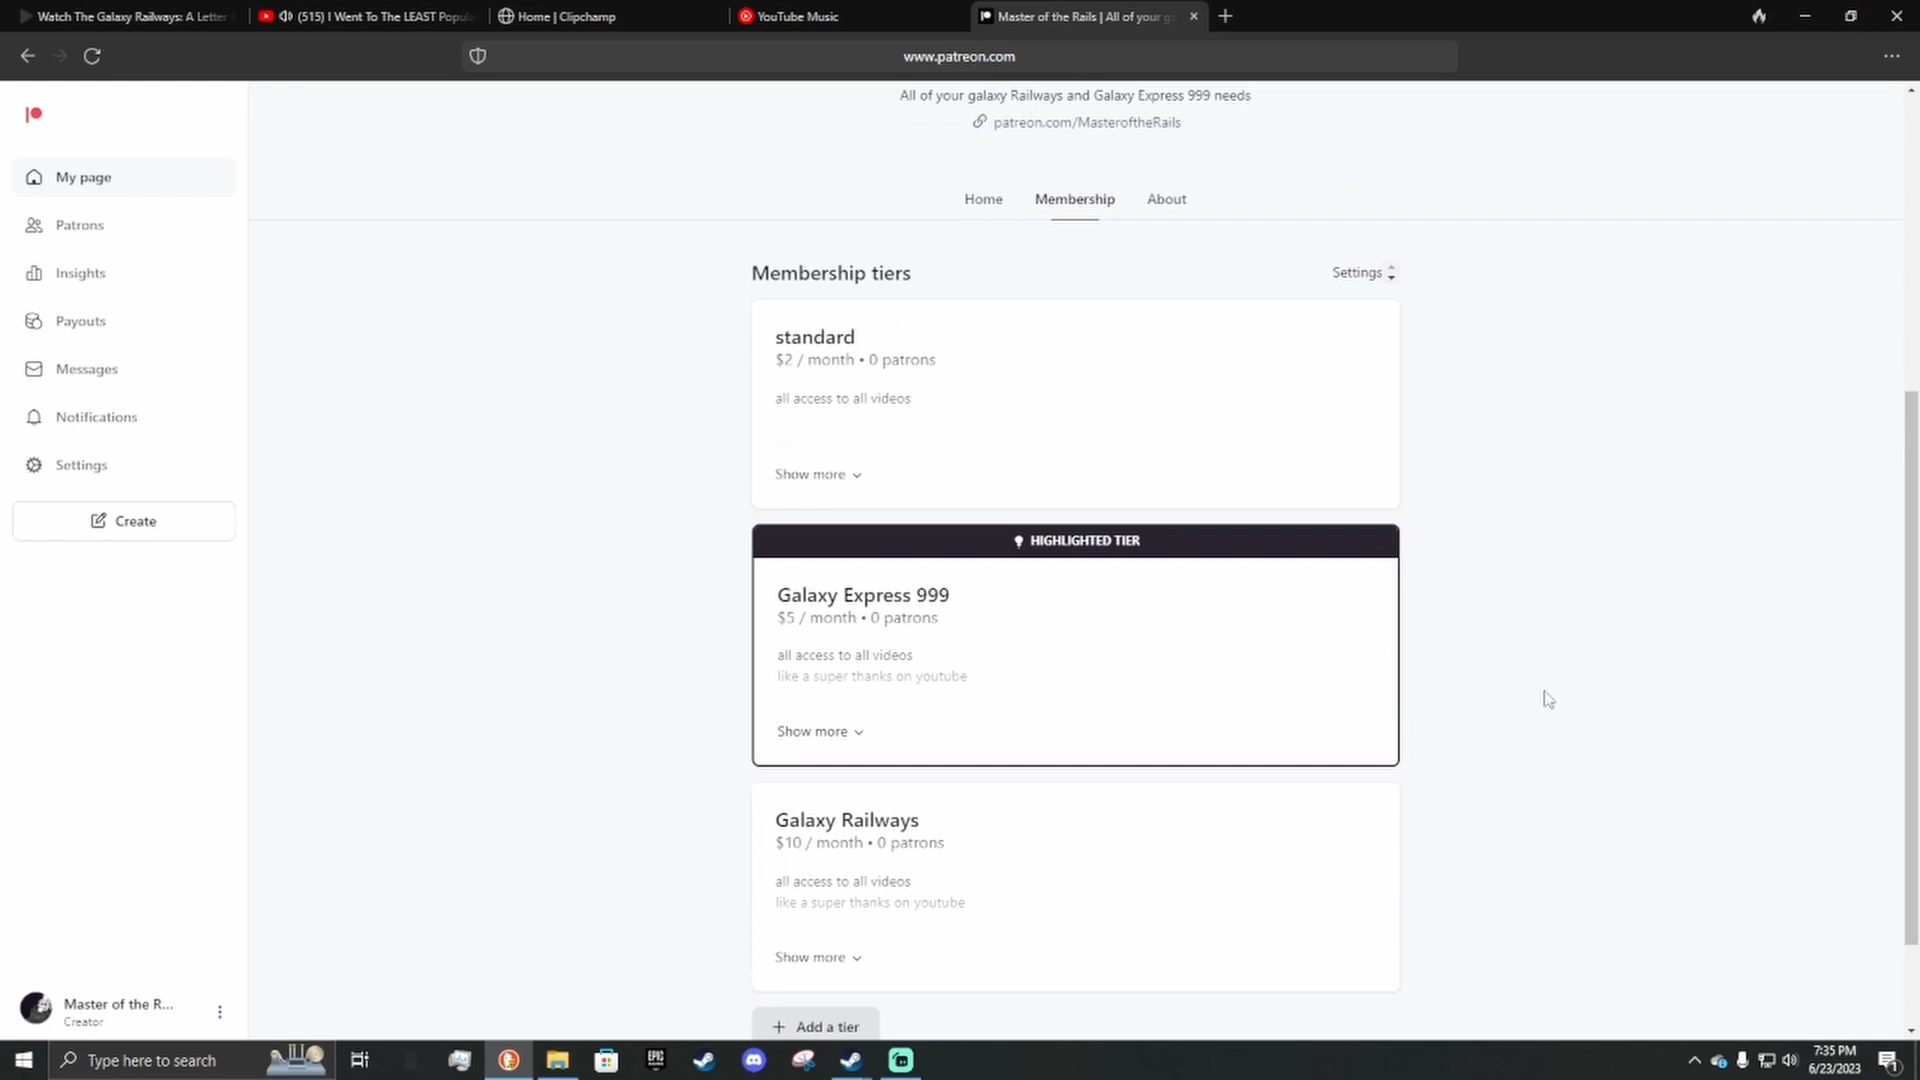 Watch The Galaxy Railways: A Letter
(515) I Went To The LEAST Popula
Home | Clipchamp
YouTube Music
Master of the Rails | All of your ga
www.patreon.com
All of your galaxy Railways and Galaxy Express 999 needs
patreon.com/MasteroftheRails
My page
Patrons
Insights
Payouts
Messages
Notifications
Settings
Create
Home
Membership
About
Membership tiers
Settings
standard
$2 / month • 0 patrons
all access to all videos
Show more
HIGHLIGHTED TIER
Galaxy Express 999
$5 / month • 0 patrons
all access to all videos
like a super thanks on youtube
Show more
Galaxy Railways
$10 / month • 0 patrons
all access to all videos
like a super thanks on youtube
Show more
+ Add a tier
Master of the R...
Creator
Type here to search
EPIC
7:35 PM
6/23/2023
1